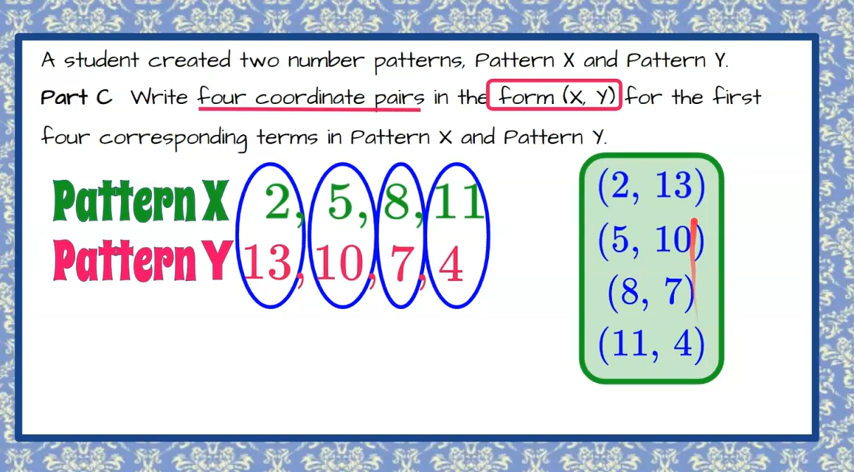 A student created two number patterns, Pattern X and Pattern Y.
Part C Write four coordinate pairs in the form (X, Y) for the first
four corresponding terms in Pattern X and Pattern Y.
Pattern X 2, 5, 8, 11
Pattern Y 13, 10, 7, 4
(2, 13)
(5, 10)
(8, 7)
(11, 4)